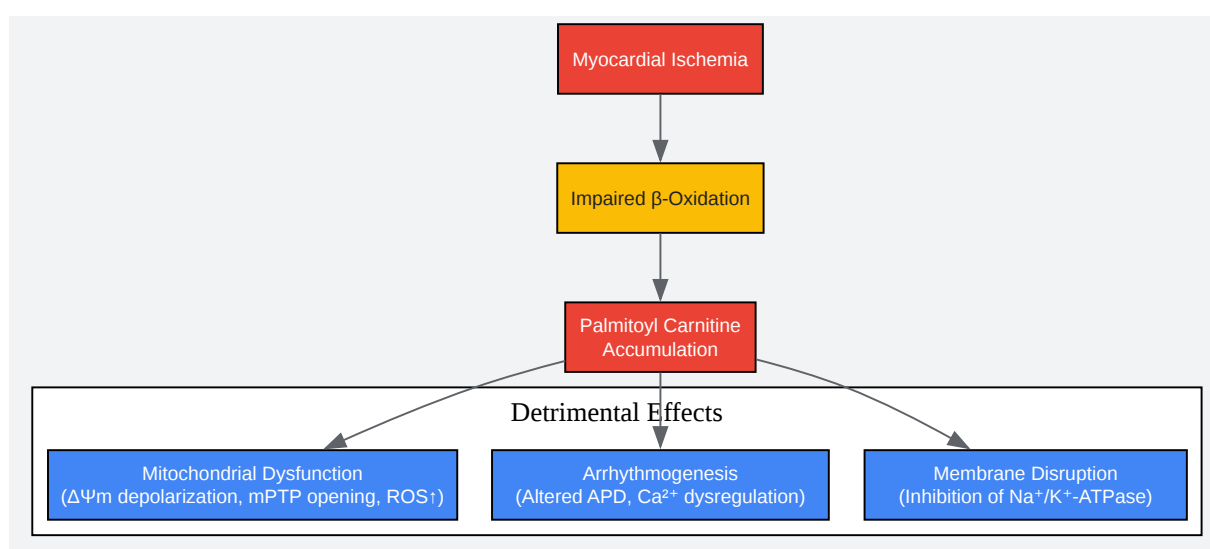 Myocardial Ischemia
Impaired β-Oxidation
Palmitoyl Carnitine
Accumulation
Detrimental Effects
Mitochondrial Dysfunction
(ΔΨm depolarization, mPTP opening, ROS↑)
Arrhythmogenesis
(Altered APD, Ca²⁺ dysregulation)
Membrane Disruption
(Inhibition of Na⁺/K⁺-ATPase)